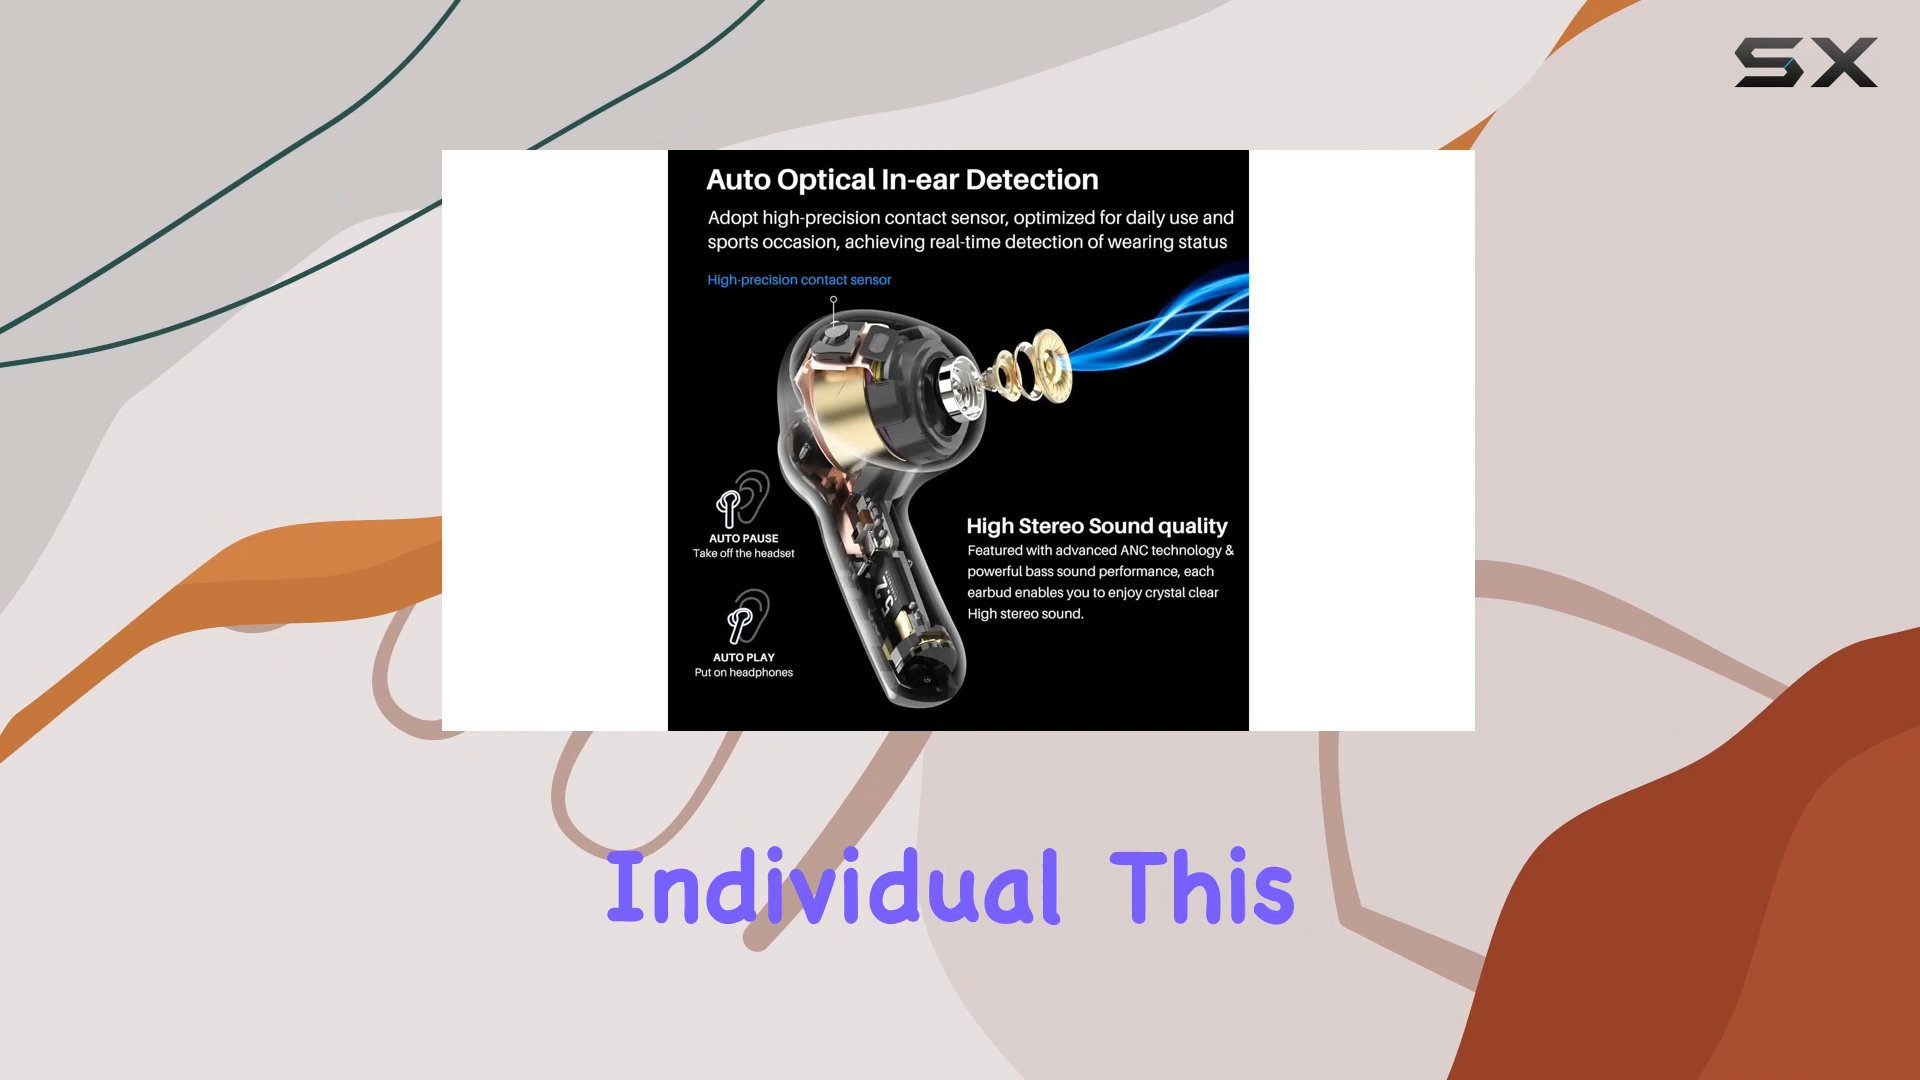 SX
Auto Optical In-ear Detection
Adopt high-precision contact sensor, optimized for daily use and
sports occasion, achieving real-time detection of wearing status
High-precision contact sensor
AUTO PAUSE
Take off the headset
AUTO PLAY
Put on headphones
High Stereo Sound quality
Featured with advanced ANC technology &
powerful bass sound performance, each
earbud enables you to enjoy crystal clear
High stereo sound.
Individual This